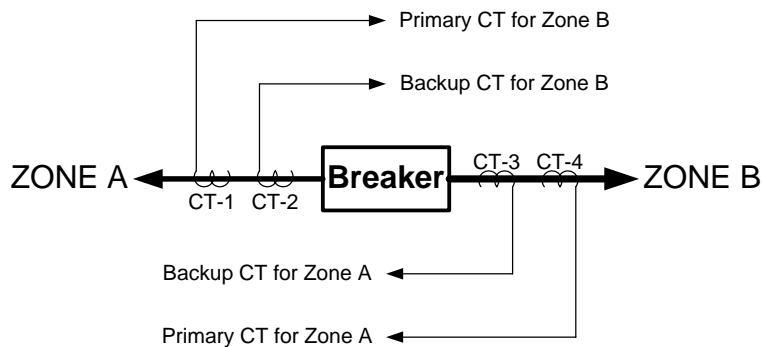 Primary CT for Zone B
Backup CT for Zone B
ZONE A
CT-1
CT-2
Breaker
CT-3
CT-4
ZONE B
Backup CT for Zone A
Primary CT for Zone A